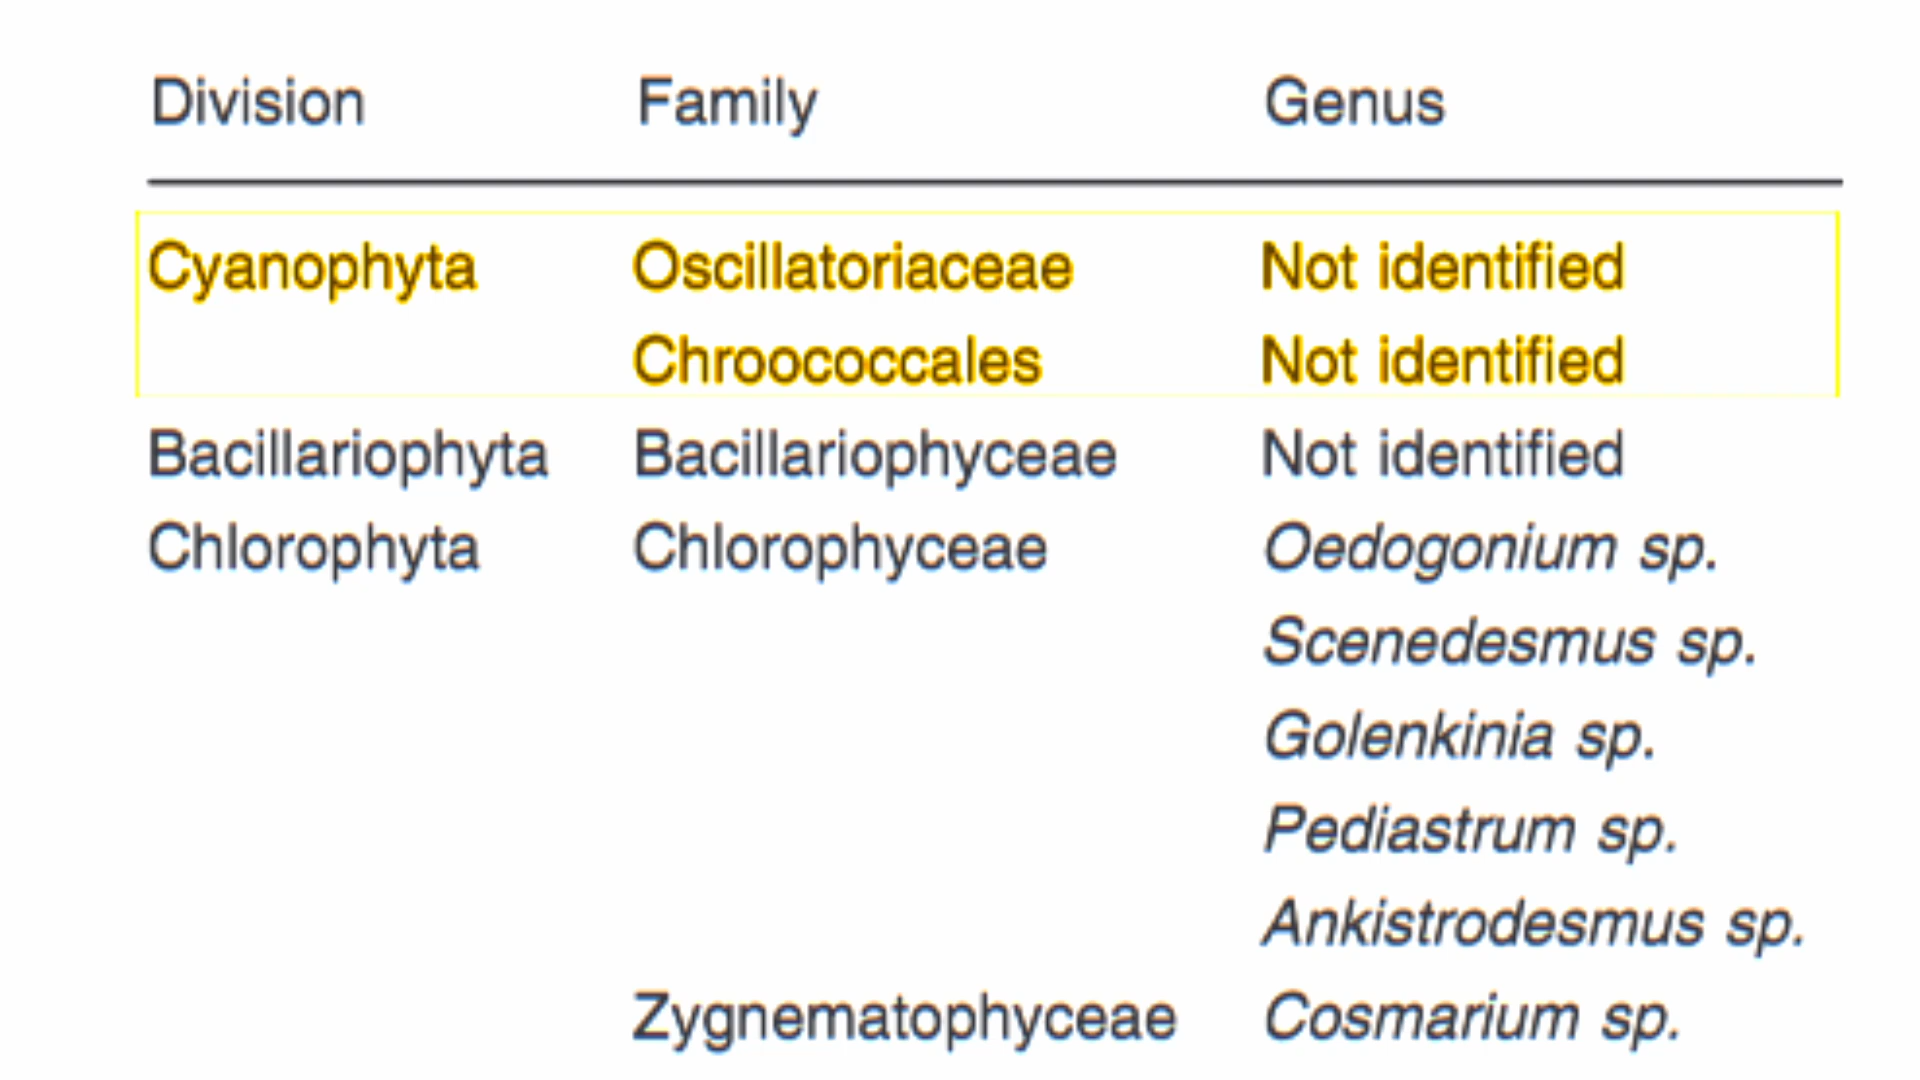 Division Family Genus
Cyanophyta Oscillatoriaceae Not identified
Chroococcales Not identified
Bacillariophyta Bacillariophyceae Not identified
Chlorophyta Chlorophyceae Oedogonium sp.
Scenedesmus sp.
Golenkinia sp.
Pediastrum sp.
Ankistrodesmus sp.
Zygnematophyceae Cosmarium sp.